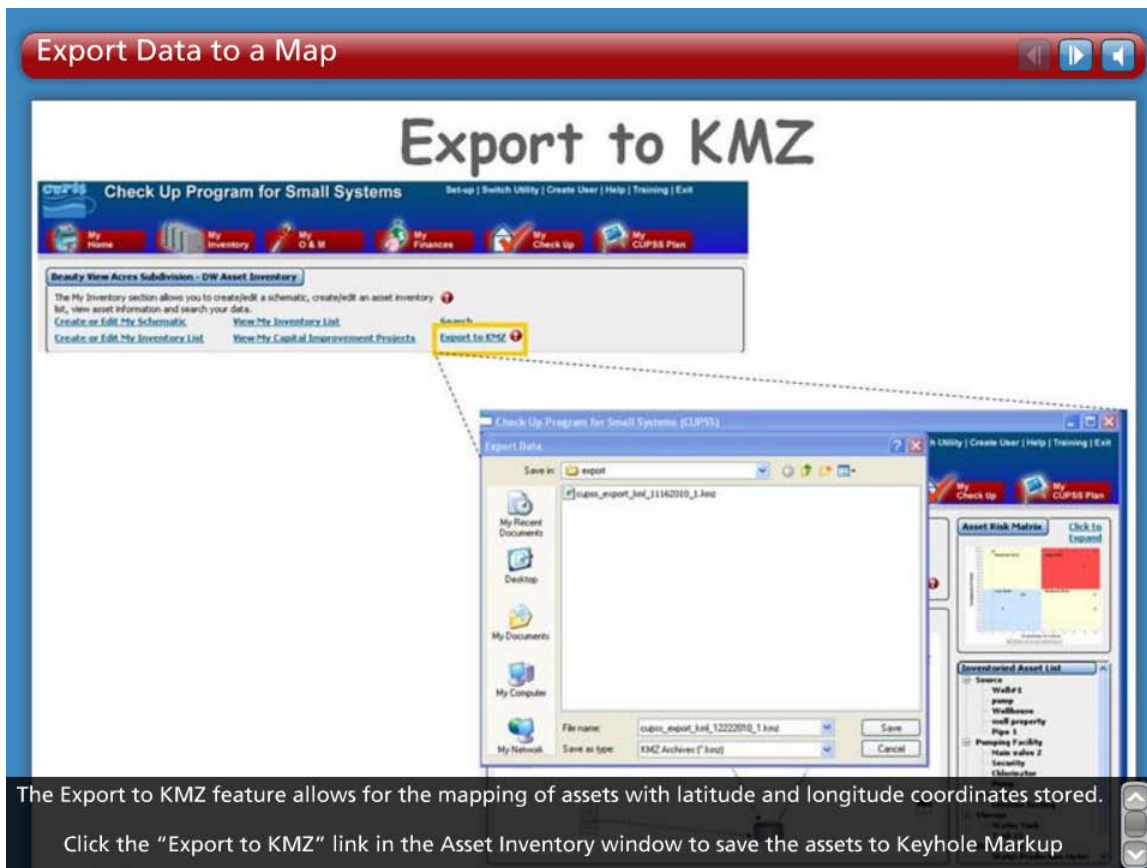 Export Data to a Map
Export to KMZ
CUPSS
Check Up Program for Small Systems
Set-up | Switch Utility | Create User | Help | Training | Exit
My Home
My Inventory
My O & M
My Finances
My Check Up
My CUPSS Plan
Beauty View Acres Subdivision - DW Asset Inventory
The My Inventory section allows you to create/edit a schematic, create/edit an asset inventory
list, view asset information and search your data.
Create or Edit My Schematic View My Inventory List Search
Create or Edit My Inventory List View My Capital Improvement Projects Export to KMZ
Check Up Program for Small Systems (CUPSS)
Export Data
h Utility | Create User | Help | Training | Exit
Save in: export
My Check Up
My CUPSS Plan
cupss_export_kml_11162010_1.kmz
My Recent Documents
Desktop
My Documents
My Computer
My Network
File name: cupss_export_kml_12222010_1.kmz Save
Save as type: KMZ Archives (*.kmz) Cancel
Asset Risk Matrix
Click to Expand
Inventoried Asset List
Source
Well#1
pump
Wellhouse
well property
Pipe 1
Pumping Facility
Main valve 2
Security
Chlorinator
The Export to KMZ feature allows for the mapping of assets with latitude and longitude coordinates stored.
Click the “Export to KMZ” link in the Asset Inventory window to save the assets to Keyhole Markup